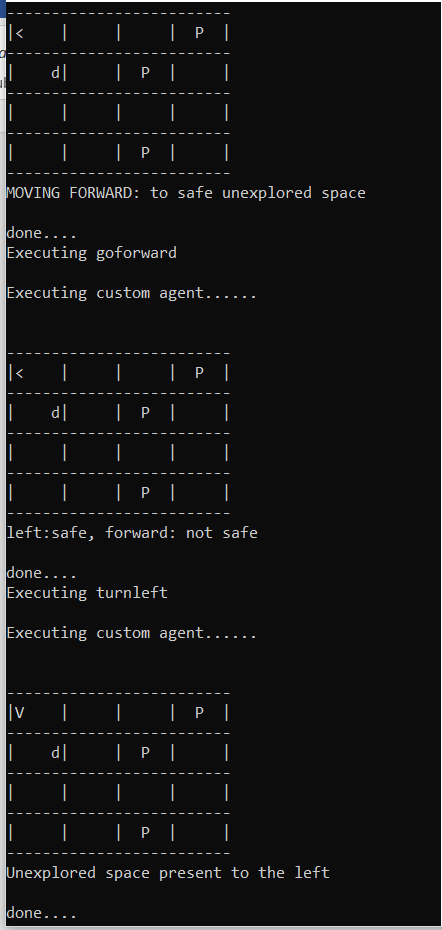 -------------------------
|<    |     |     |  P  |
-------------------------
|    d|     |  P  |     |
-------------------------
|     |     |     |     |
-------------------------
|     |     |  P  |     |
-------------------------
MOVING FORWARD: to safe unexplored space
done....
Executing goforward
Executing custom agent......
-------------------------
|<    |     |     |  P  |
-------------------------
|    d|     |  P  |     |
-------------------------
|     |     |     |     |
-------------------------
|     |     |  P  |     |
-------------------------
left:safe, forward: not safe
done....
Executing turnleft
Executing custom agent......
-------------------------
|V    |     |     |  P  |
-------------------------
|    d|     |  P  |     |
-------------------------
|     |     |     |     |
-------------------------
|     |     |  P  |     |
-------------------------
Unexplored space present to the left
done....